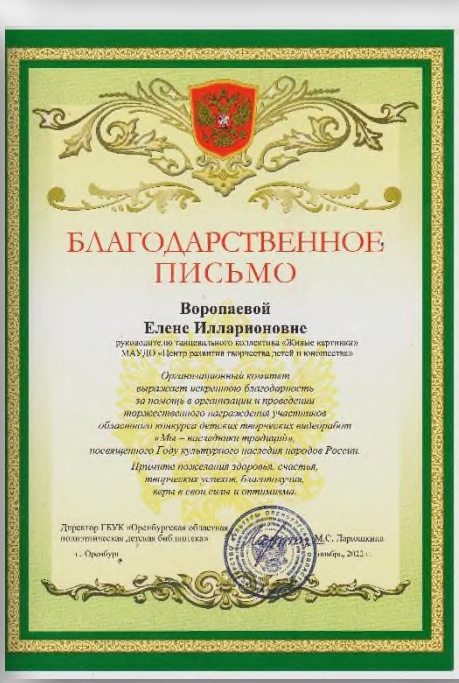 БЛАГОДАРСТВЕННОЕ
ПИСЬМО
Воропаевой
Елене Илларионовне
руководителю танцевального коллектива «Живые картинки»
МАУДО «Центр развития творчества детей и юношества»
Организационный комитет
выражает искреннюю благодарность
за помощь в организации и проведении
торжественного награждения участников
областного конкурса детских творческих видеоработ
«Мы – наследники традиций»,
посвященного Году культурного наследия народов России.
Примите пожелания здоровья, счастья,
творческих успехов, благополучия,
веры в свои силы и оптимизма.
Директор ГБУК «Оренбургская областная
полиэтническая детская библиотека»
М.С. Ларюшкина
г. Оренбург
2022 г.